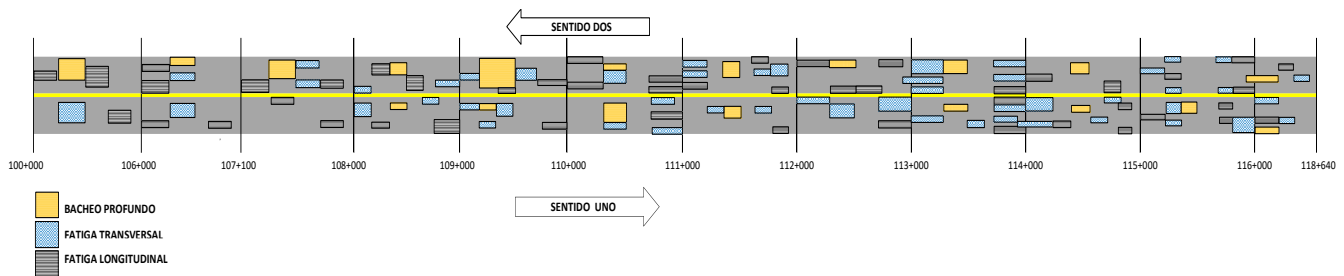 SENTIDO DOS
100+000 106+000 107+100 108+000 109+000 110+000 111+000 112+000 113+000 114+000 115+000 116+000 118+640
SENTIDO UNO
BACHEO PROFUNDO
FATIGA TRANSVERSAL
FATIGA LONGITUDINAL